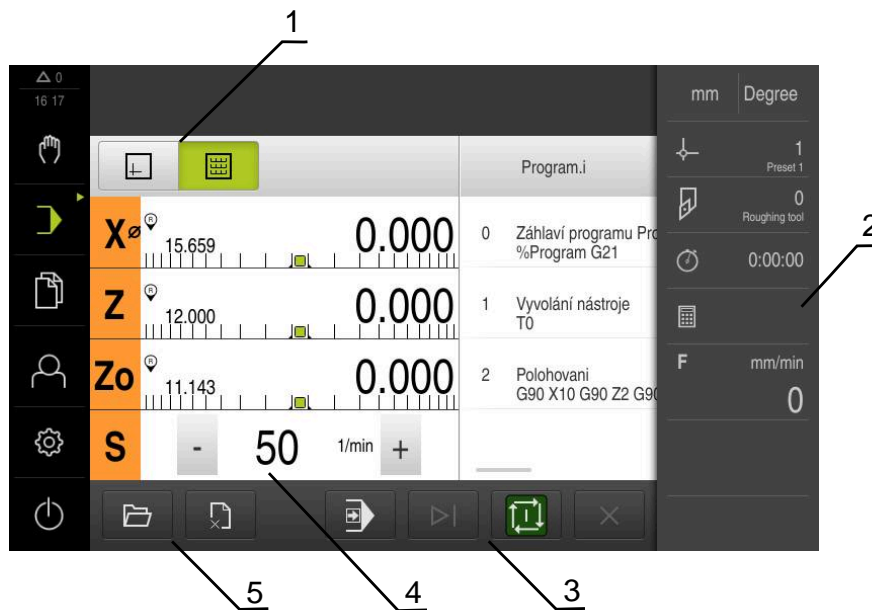 1
0
16 17
mm Degree
1
Preset 1
Program.i
0
Roughing tool
2
X⌀ R 15.659 0.000
0 Záhlaví programu Pro
%Program G21
0:00:00
Z R 12.000 0.000
1 Vyvolání nástroje
T0
F mm/min
0
Zo R 11.143 0.000
2 Polohovani
G90 X10 G90 Z2 G90
S - 50 1/min +
5
4
3